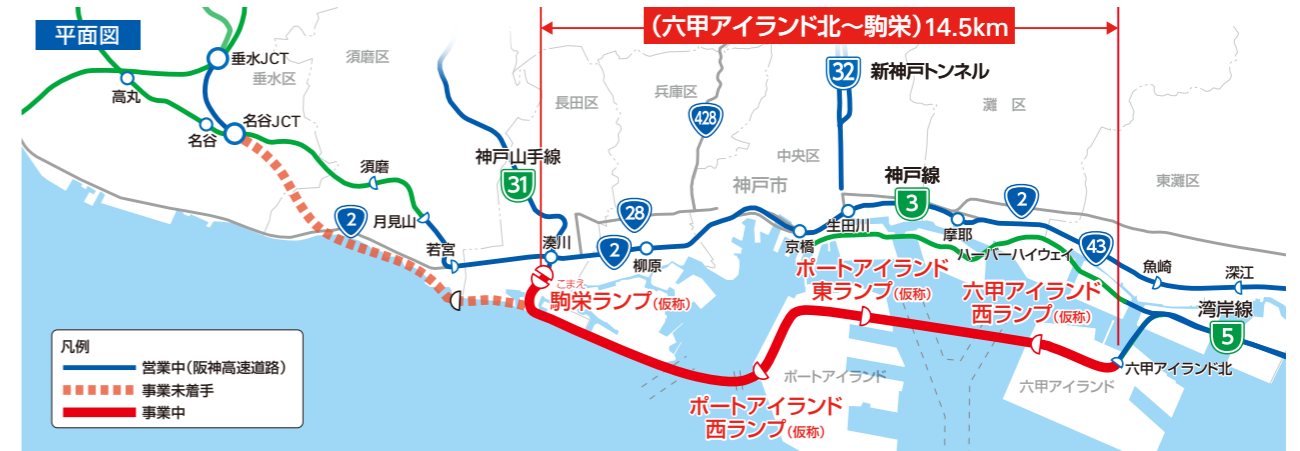 平面図
(六甲アイランド北～駒栄)14.5km
垂水JCT
垂水区
須磨区
高丸
名谷
名谷JCT
須磨
月見山
若宮
2
神戸山手線
31
長田区
兵庫区
428
32
新神戸トンネル
灘 区
中央区
神戸市
東灘区
神戸線
3
2
28
2
湊川
柳原
京橋
生田川
摩耶
ハーバーハイウェイ
43
魚崎
深江
湾岸線
5
こまえ
駒栄ランプ(仮称)
ポートアイランド
東ランプ(仮称)
六甲アイランド
西ランプ(仮称)
六甲アイランド北
ポートアイランド
六甲アイランド
ポートアイランド
西ランプ(仮称)
凡例
営業中(阪神高速道路)
事業未着手
事業中